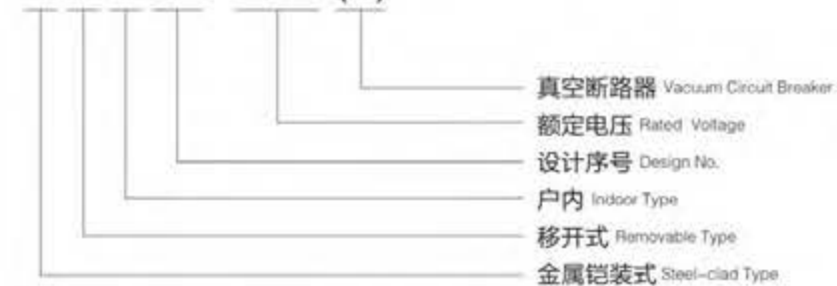 真空断路器 Vacuum Circuit Breaker
额定电压 Rated Voltage
设计序号 Design No.
户内 Indoor Type
移开式 Removable Type
金属铠装式 Steel-clad Type